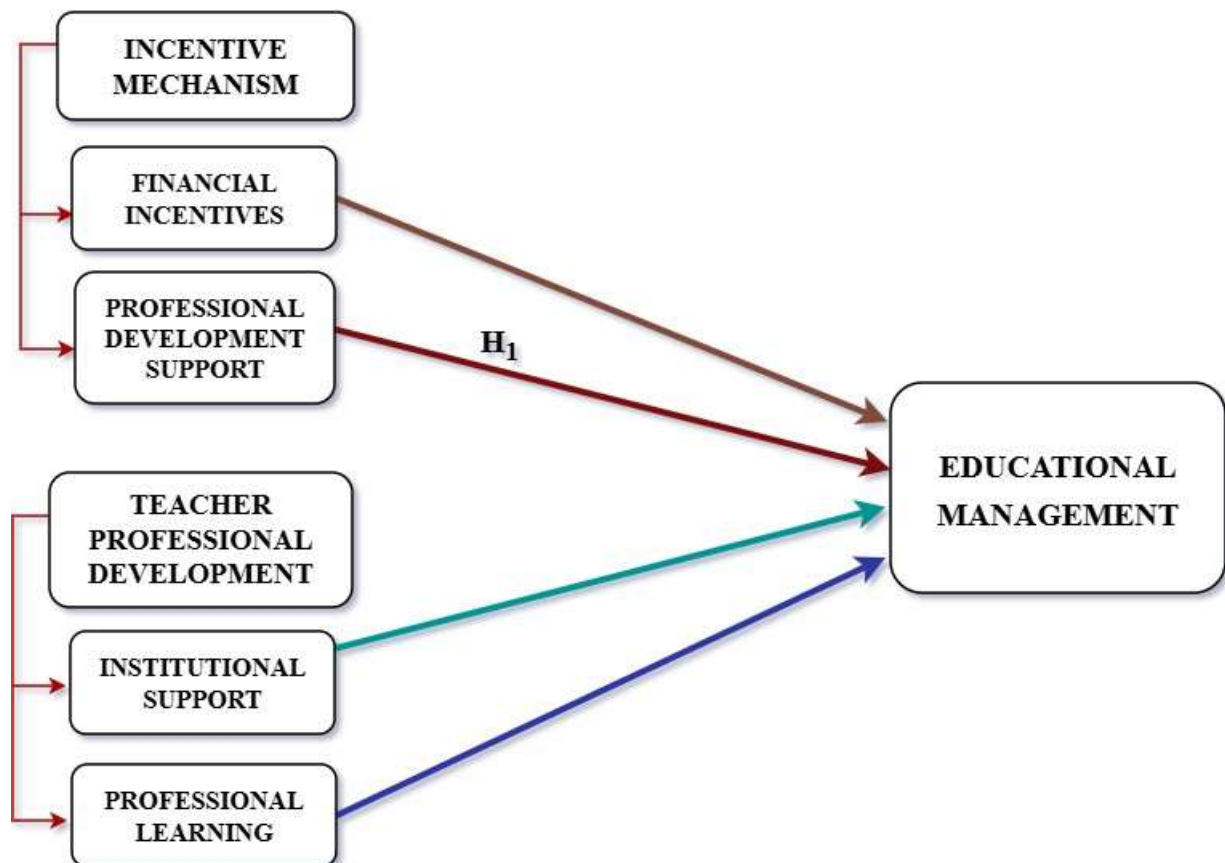 INCENTIVE
MECHANISM
FINANCIAL
INCENTIVES
PROFESSIONAL
DEVELOPMENT
SUPPORT
H₁
EDUCATIONAL
MANAGEMENT
TEACHER
PROFESSIONAL
DEVELOPMENT
INSTITUTIONAL
SUPPORT
PROFESSIONAL
LEARNING